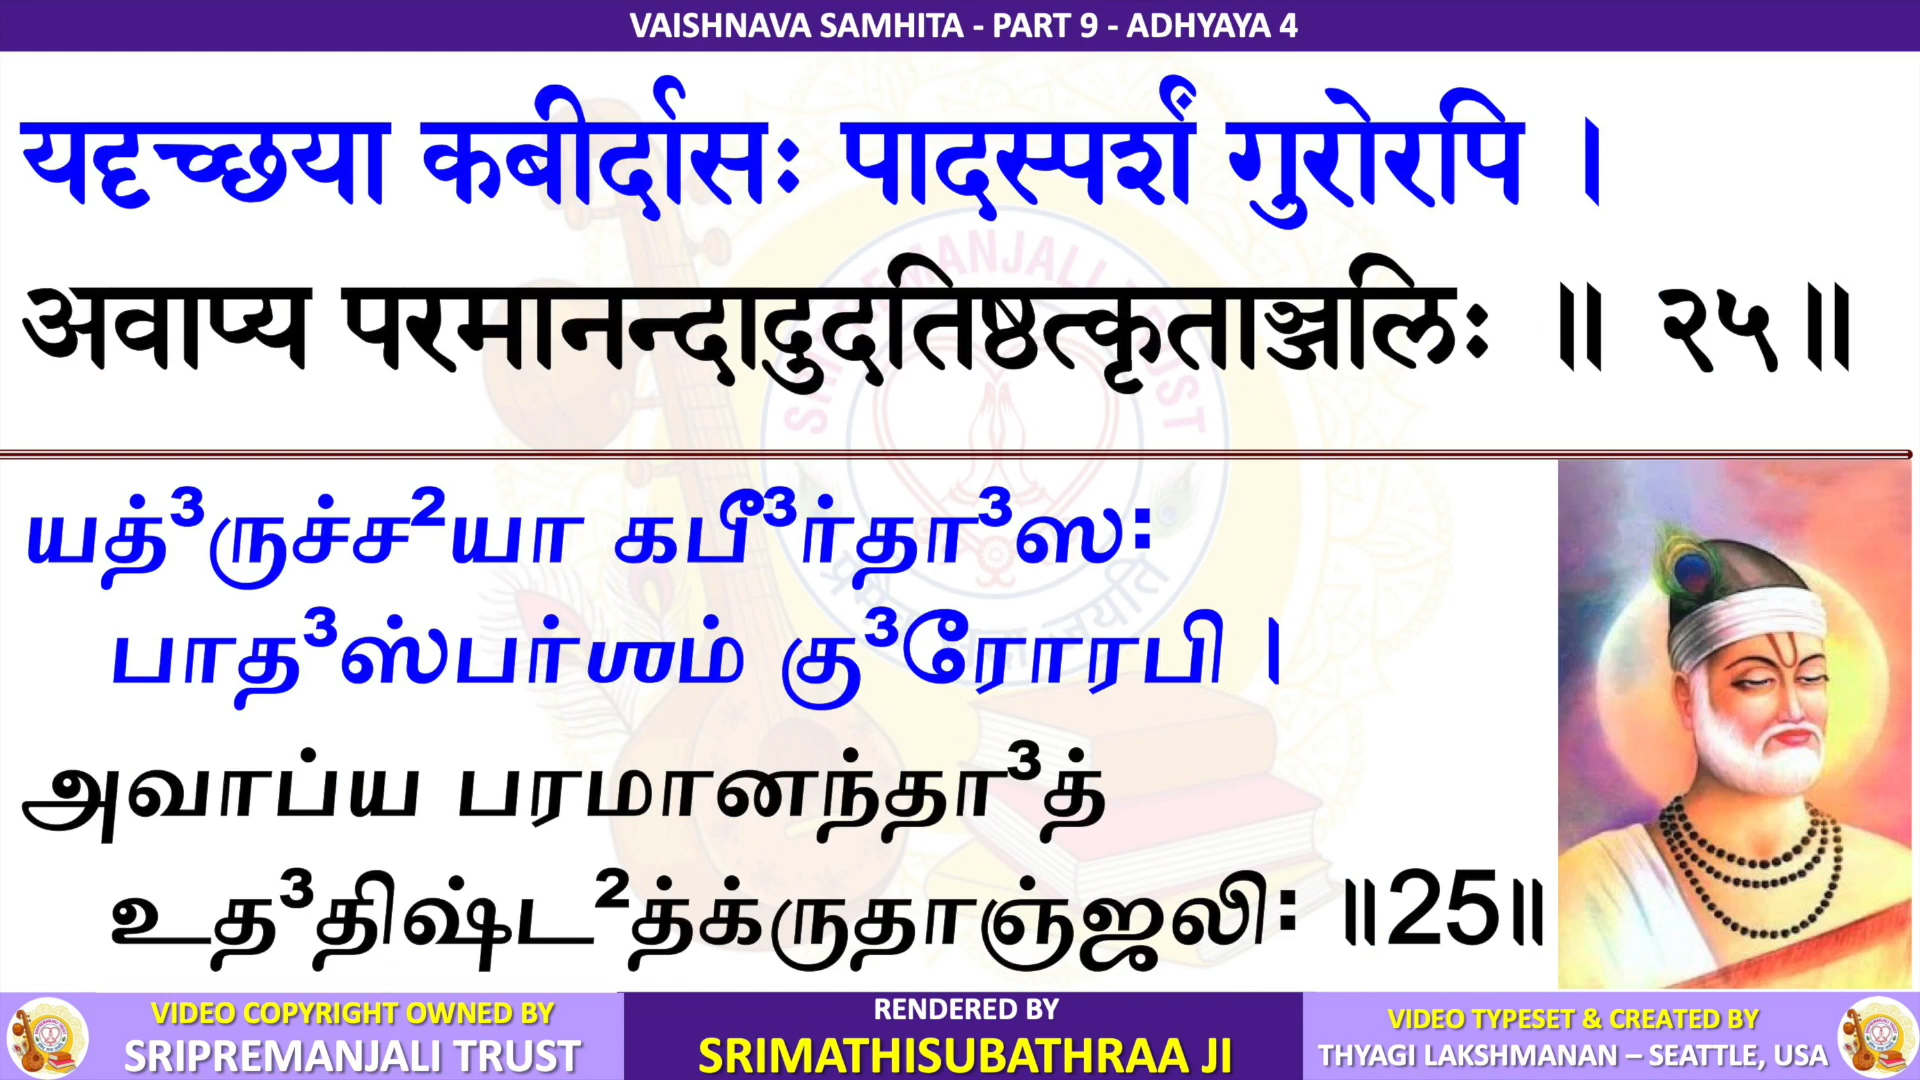 VAISHNAVA SAMHITA - PART 9 - ADHYAYA 4
यदृच्छया कबीर्दासः पादस्पर्शं गुरोरपि ।
अवाप्य परमानन्दादुदतिष्ठत्कृताञ्जलिः ॥ २५॥
யத்³ருச்ச²யா கபீ³ர்தா³ஸ:
பாத³ஸ்பர்ஶம் கு³ரோரபி ।
அவாப்ய பரமானந்தா³த்
உத³திஷ்ட²த்க்ருதாஞ்ஜலி: ॥25॥
VIDEO COPYRIGHT OWNED BY
SRIPREMANJALI TRUST
RENDERED BY
SRIMATHISUBATHRAA JI
VIDEO TYPESET & CREATED BY
THYAGI LAKSHMANAN – SEATTLE, USA